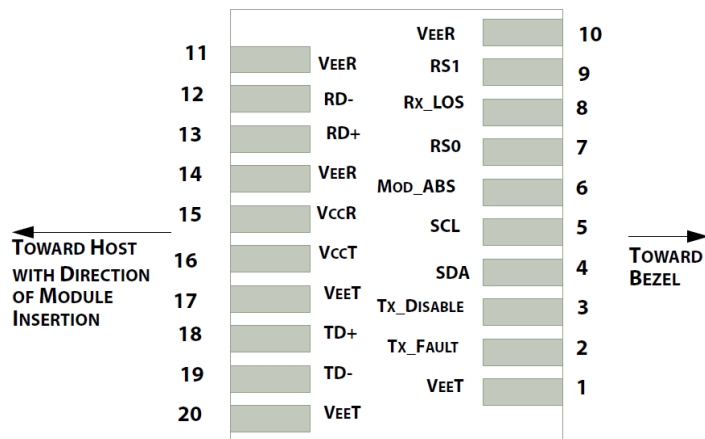 11 VEER
12 RD-
13 RD+
14 VEER
15 VCCR
16 VCCT
17 VEET
18 TD+
19 TD-
20 VEET
VEER 10
RS1 9
RX_LOS 8
RS0 7
MOD_ABS 6
SCL 5
SDA 4
TX_DISABLE 3
TX_FAULT 2
VEET 1
TOWARD HOST
WITH DIRECTION
OF MODULE
INSERTION
TOWARD
BEZEL